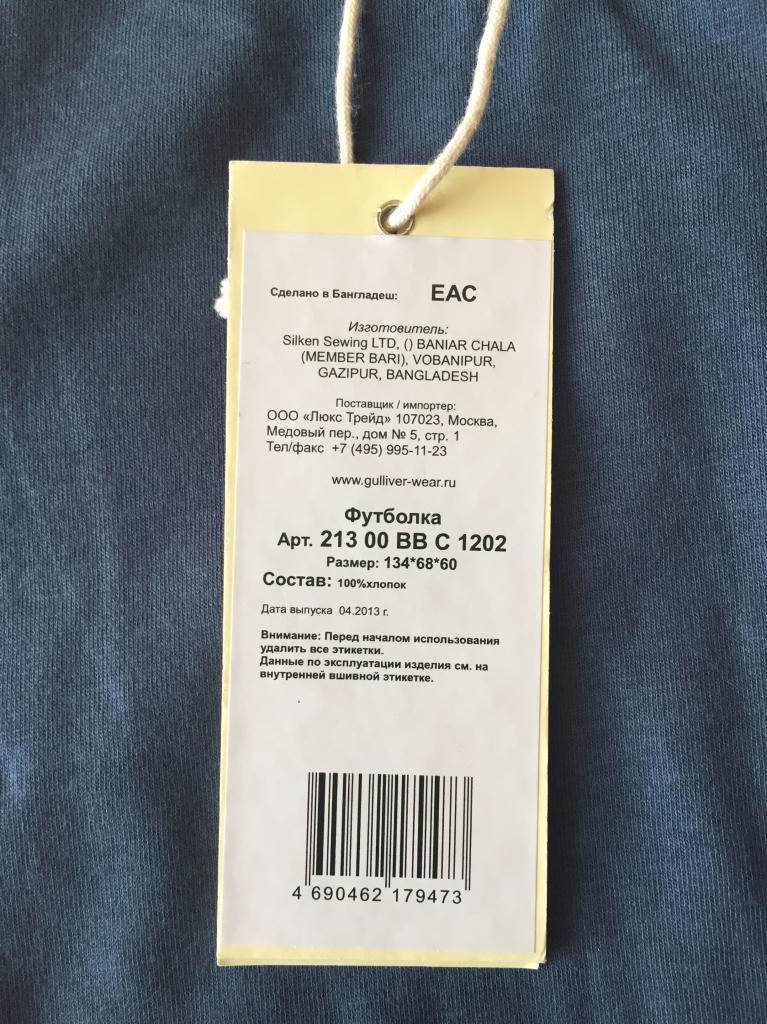 Сделано в Бангладеш: ЕАС
Изготовитель:
Silken Sewing LTD, () BANIAR CHALA
(MEMBER BARI), VOBANIPUR,
GAZIPUR, BANGLADESH
Поставщик / импортер:
ООО «Люкс Трейд» 107023, Москва,
Медовый пер., дом № 5, стр. 1
Тел/факс +7 (495) 995-11-23
www.gulliver-wear.ru
Футболка
Арт. 213 00 BB C 1202
Размер: 134*68*60
Состав: 100%хлопок
Дата выпуска 04.2013 г.
Внимание: Перед началом использования
удалить все этикетки.
Данные по эксплуатации изделия см. на
внутренней вшивной этикетке.
4 690462 179473